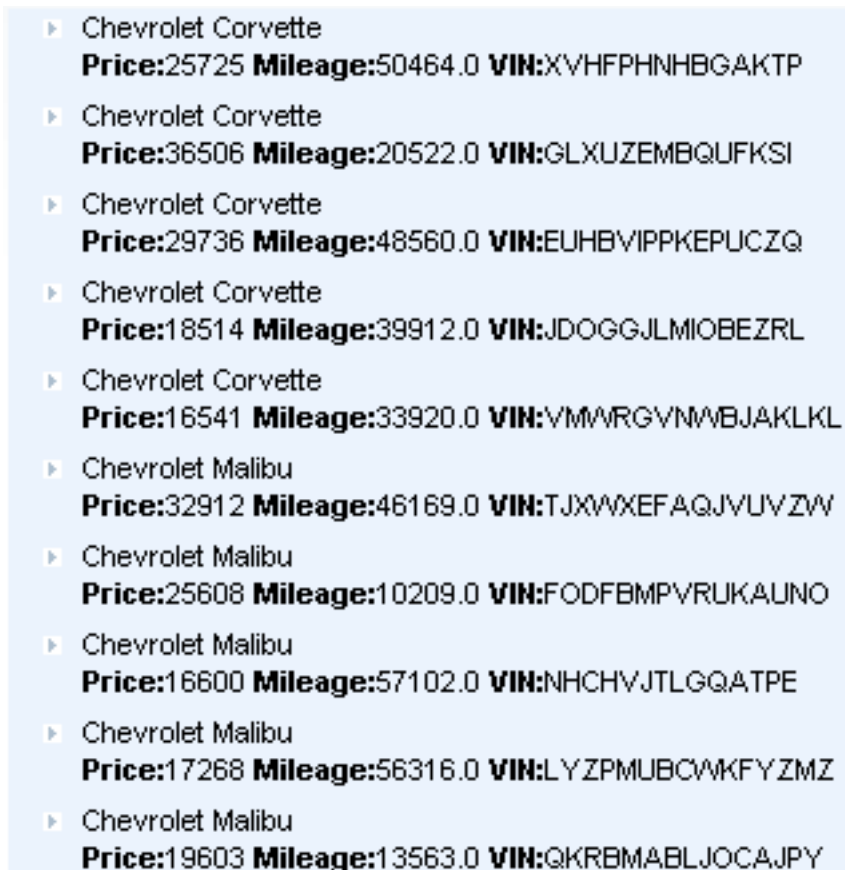 Chevrolet Corvette
Price:25725 Mileage:50464.0 VIN:XVHFPHNHBGAKTP
Chevrolet Corvette
Price:36506 Mileage:20522.0 VIN:GLXUZEMBQUFKSI
Chevrolet Corvette
Price:29736 Mileage:48560.0 VIN:EUHBVIPPKEPUCZQ
Chevrolet Corvette
Price:18514 Mileage:39912.0 VIN:JDOGGJLMIOBEZRL
Chevrolet Corvette
Price:16541 Mileage:33920.0 VIN:VMWRGVNWBJAKLKL
Chevrolet Malibu
Price:32912 Mileage:46169.0 VIN:TJXWXEFAQJVUVZW
Chevrolet Malibu
Price:25608 Mileage:10209.0 VIN:FODFBMPVRUKAUNO
Chevrolet Malibu
Price:16600 Mileage:57102.0 VIN:NHCHVJTLGQATPE
Chevrolet Malibu
Price:17268 Mileage:56316.0 VIN:LYZPMUBCWKFYZMZ
Chevrolet Malibu
Price:19603 Mileage:13563.0 VIN:QKRBMABLJOCAJPY